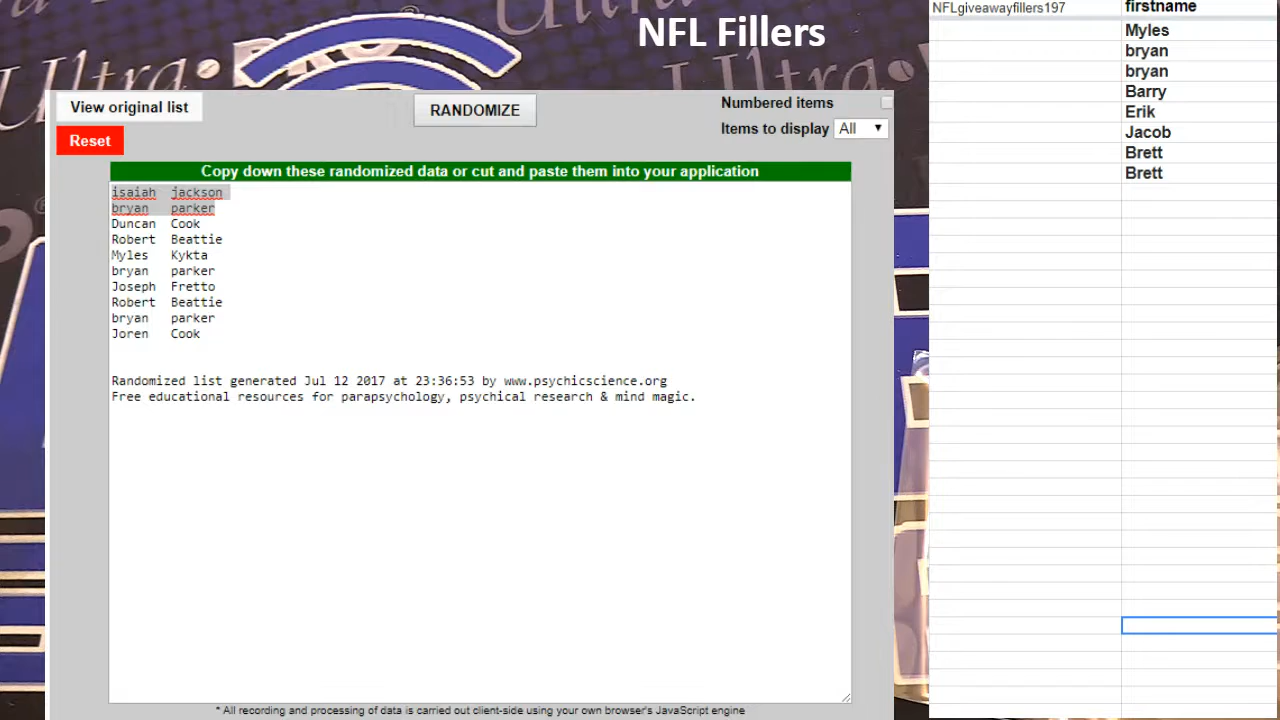 NFL Fillers
View original list
RANDOMIZE
Numbered items
Reset
Items to display All
Copy down these randomized data or cut and paste them into your application
isaiah jackson
bryan parker
Duncan Cook
Robert Beattie
Myles Kykta
bryan parker
Joseph Fretto
Robert Beattie
bryan parker
Joren Cook
Randomized list generated Jul 12 2017 at 23:36:53 by www.psychicscience.org
Free educational resources for parapsychology, psychical research & mind magic.
* All recording and processing of data is carried out client-side using your own browser's JavaScript engine
NFLgiveawayfillers197 firstname
Myles
bryan
bryan
Barry
Erik
Jacob
Brett
Brett
Ultra
Ultra
Ultra